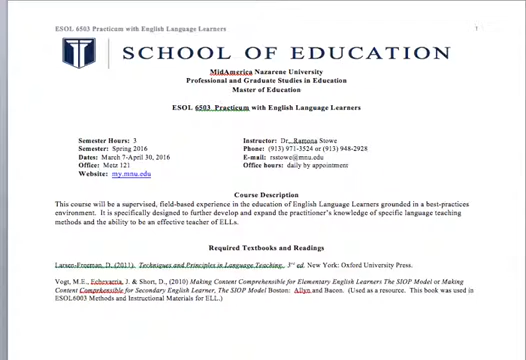 ESOL 6503 Practicum with English Language Learners 1
SCHOOL OF EDUCATION
MidAmerica Nazarene University
Professional and Graduate Studies in Education
Master of Education
ESOL 6503 Practicum with English Language Learners
Semester Hours: 3
Semester: Spring 2016
Dates: March 7-April 30, 2016
Office: Metz 121
Website: my.mnu.edu
Instructor: Dr. Ramona Stowe
Phone: (913) 971-3524 or (913) 948-2928
E-mail: rsstowe@mnu.edu
Office hours: daily by appointment
Course Description
This course will be a supervised, field-based experience in the education of English Language Learners grounded in a best-practices
environment. It is specifically designed to further develop and expand the practitioner's knowledge of specific language teaching
methods and the ability to be an effective teacher of ELLs.
Required Textbooks and Readings
Larsen-Freeman, D. (2011). Techniques and Principles in Language Teaching, 3rd ed. New York: Oxford University Press.
Vogt, M.E., Echevarria, J. & Short, D., (2010) Making Content Comprehensible for Elementary English Learners The SIOP Model or Making
Content Comprehensible for Secondary English Learner, The SIOP Model Boston: Allyn and Bacon. (Used as a resource. This book was used in
ESOL6003 Methods and Instructional Materials for ELL.)